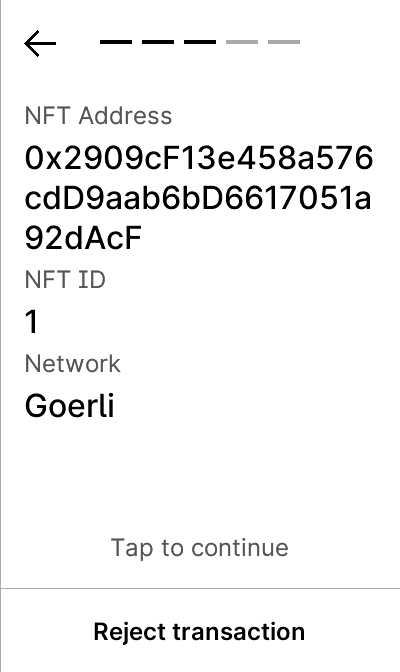 NFT Address
0x2909cF13e458a576
cdD9aab6bD6617051a
92dAcF
NFT ID
1
Network
Goerli
Tap to continue
Reject transaction